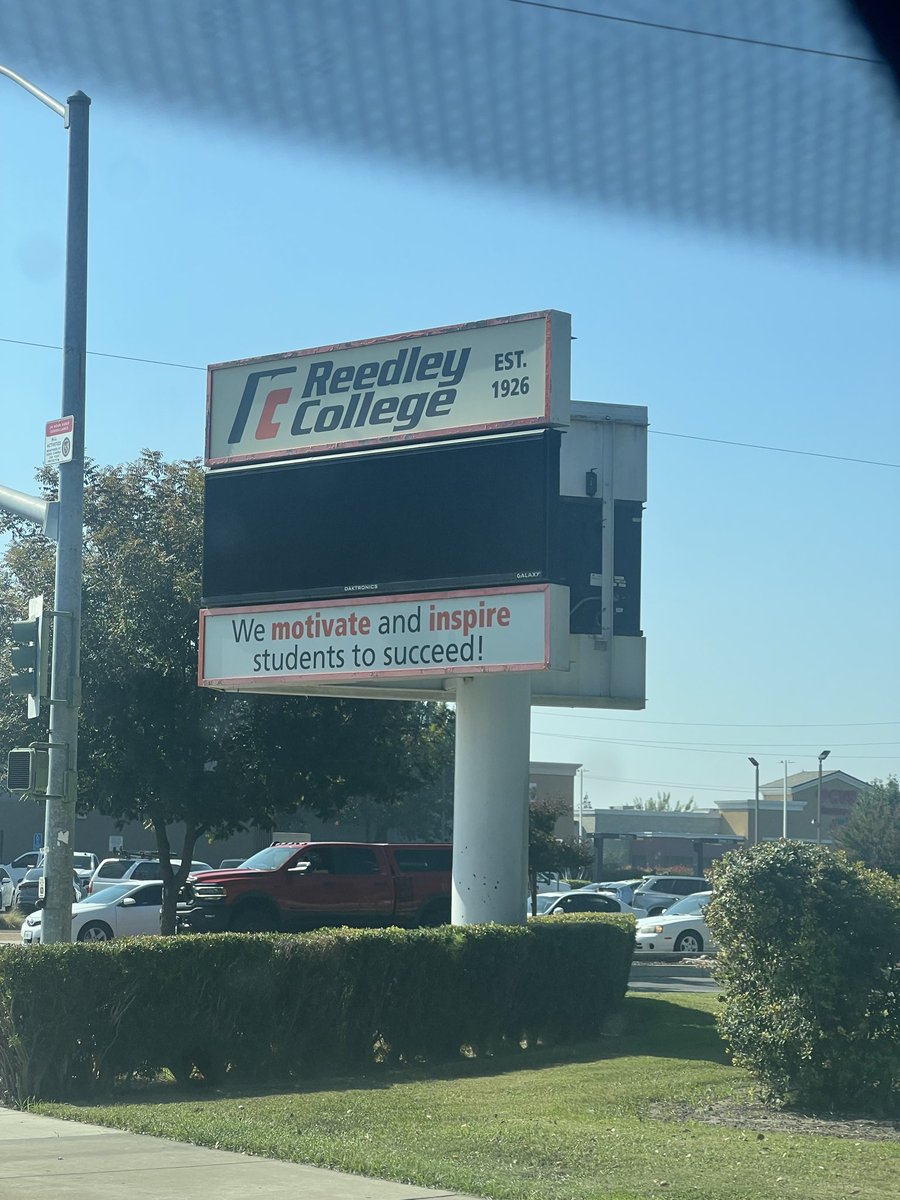 Reedley
College
EST.
1926
DAKTRONICS
GALAXY
We motivate and inspire
students to succeed!